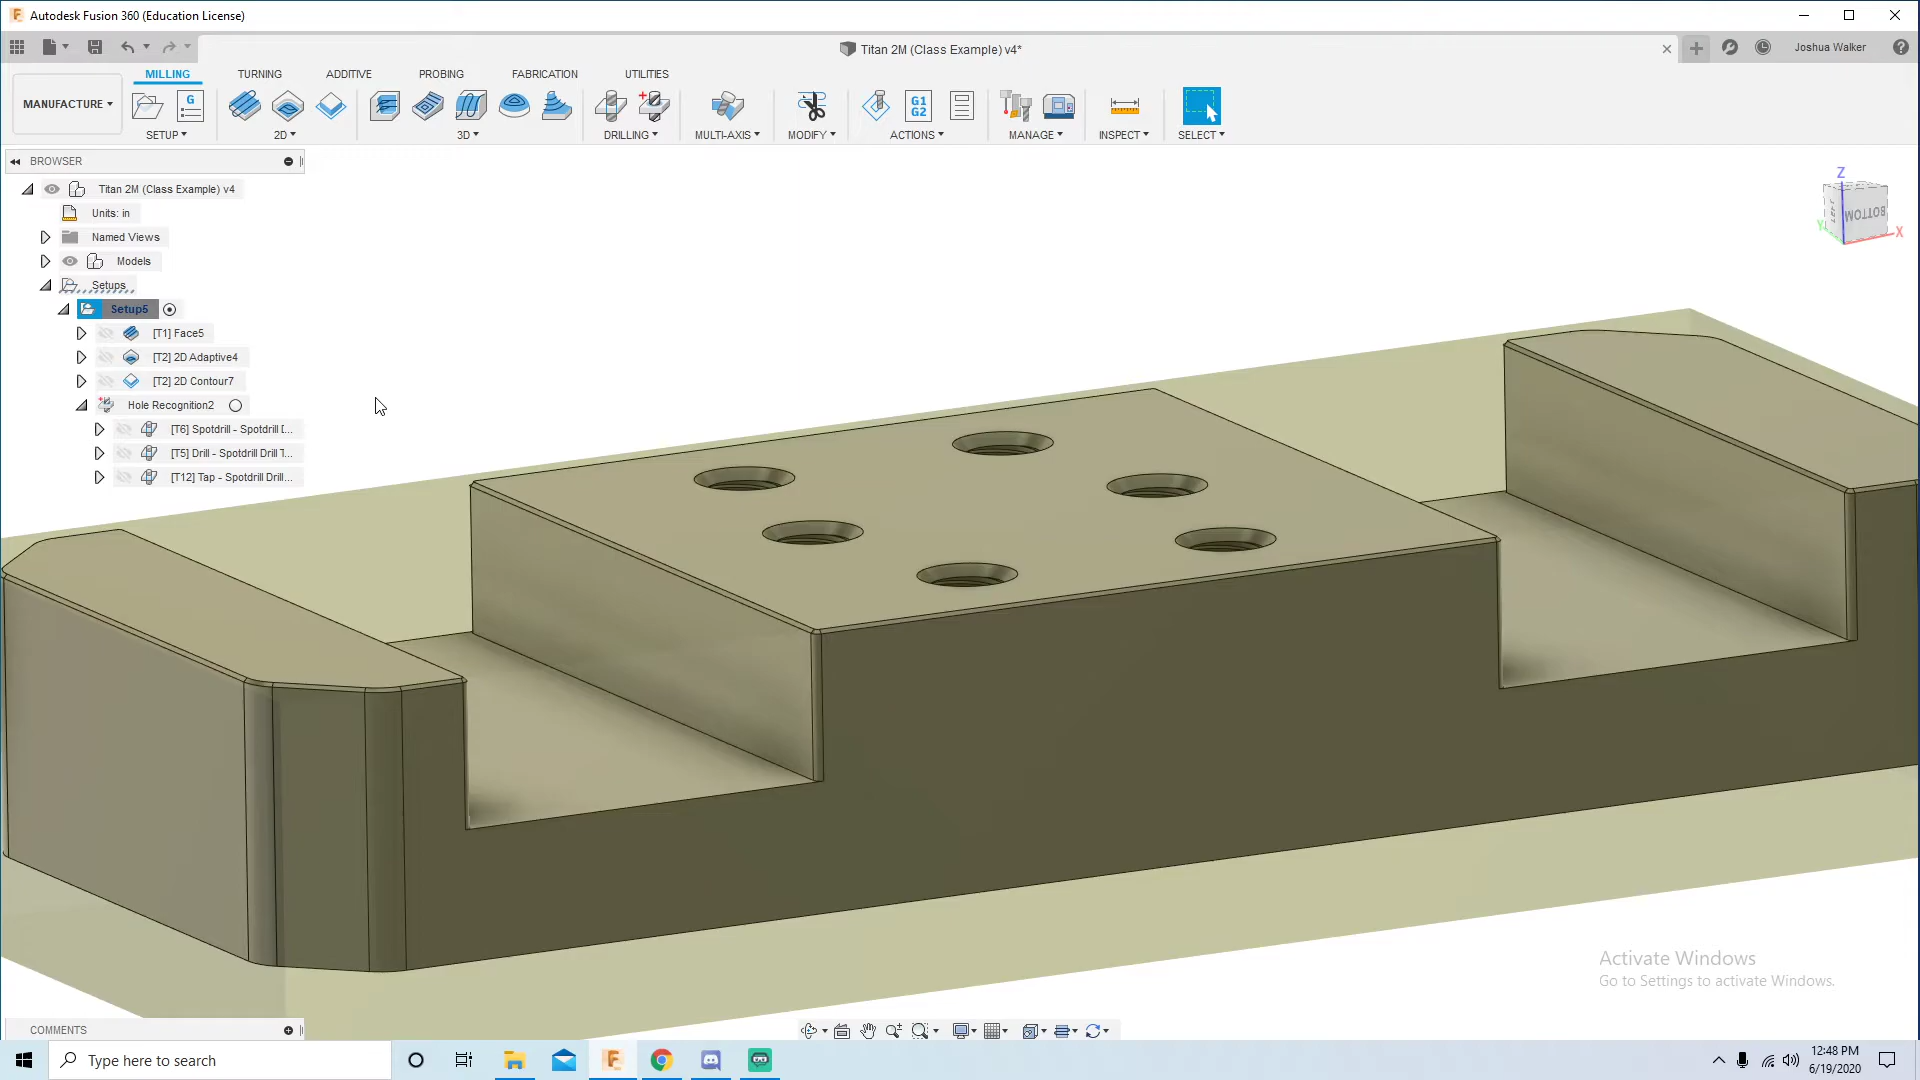 Autodesk Fusion 360 (Education License)
Titan 2M (Class Example) v4*
Joshua Walker
MILLING TURNING ADDITIVE PROBING FABRICATION UTILITIES
MANUFACTURE
G
G1
G2
SETUP 2D 3D DRILLING MULTI-AXIS MODIFY ACTIONS MANAGE INSPECT SELECT
BROWSER
Titan 2M (Class Example) v4
Units: in
Named Views
Models
Setups
Setup5
[T1] Face5
[T2] 2D Adaptive4
[T2] 2D Contour7
Hole Recognition2
[T6] Spotdrill - Spotdrill D...
[T5] Drill - Spotdrill Drill T...
[T12] Tap - Spotdrill Drill...
Z
LEFT
BOTTOM
Y
X
Activate Windows
Go to Settings to activate Windows.
COMMENTS
Type here to search
12:48 PM
6/19/2020